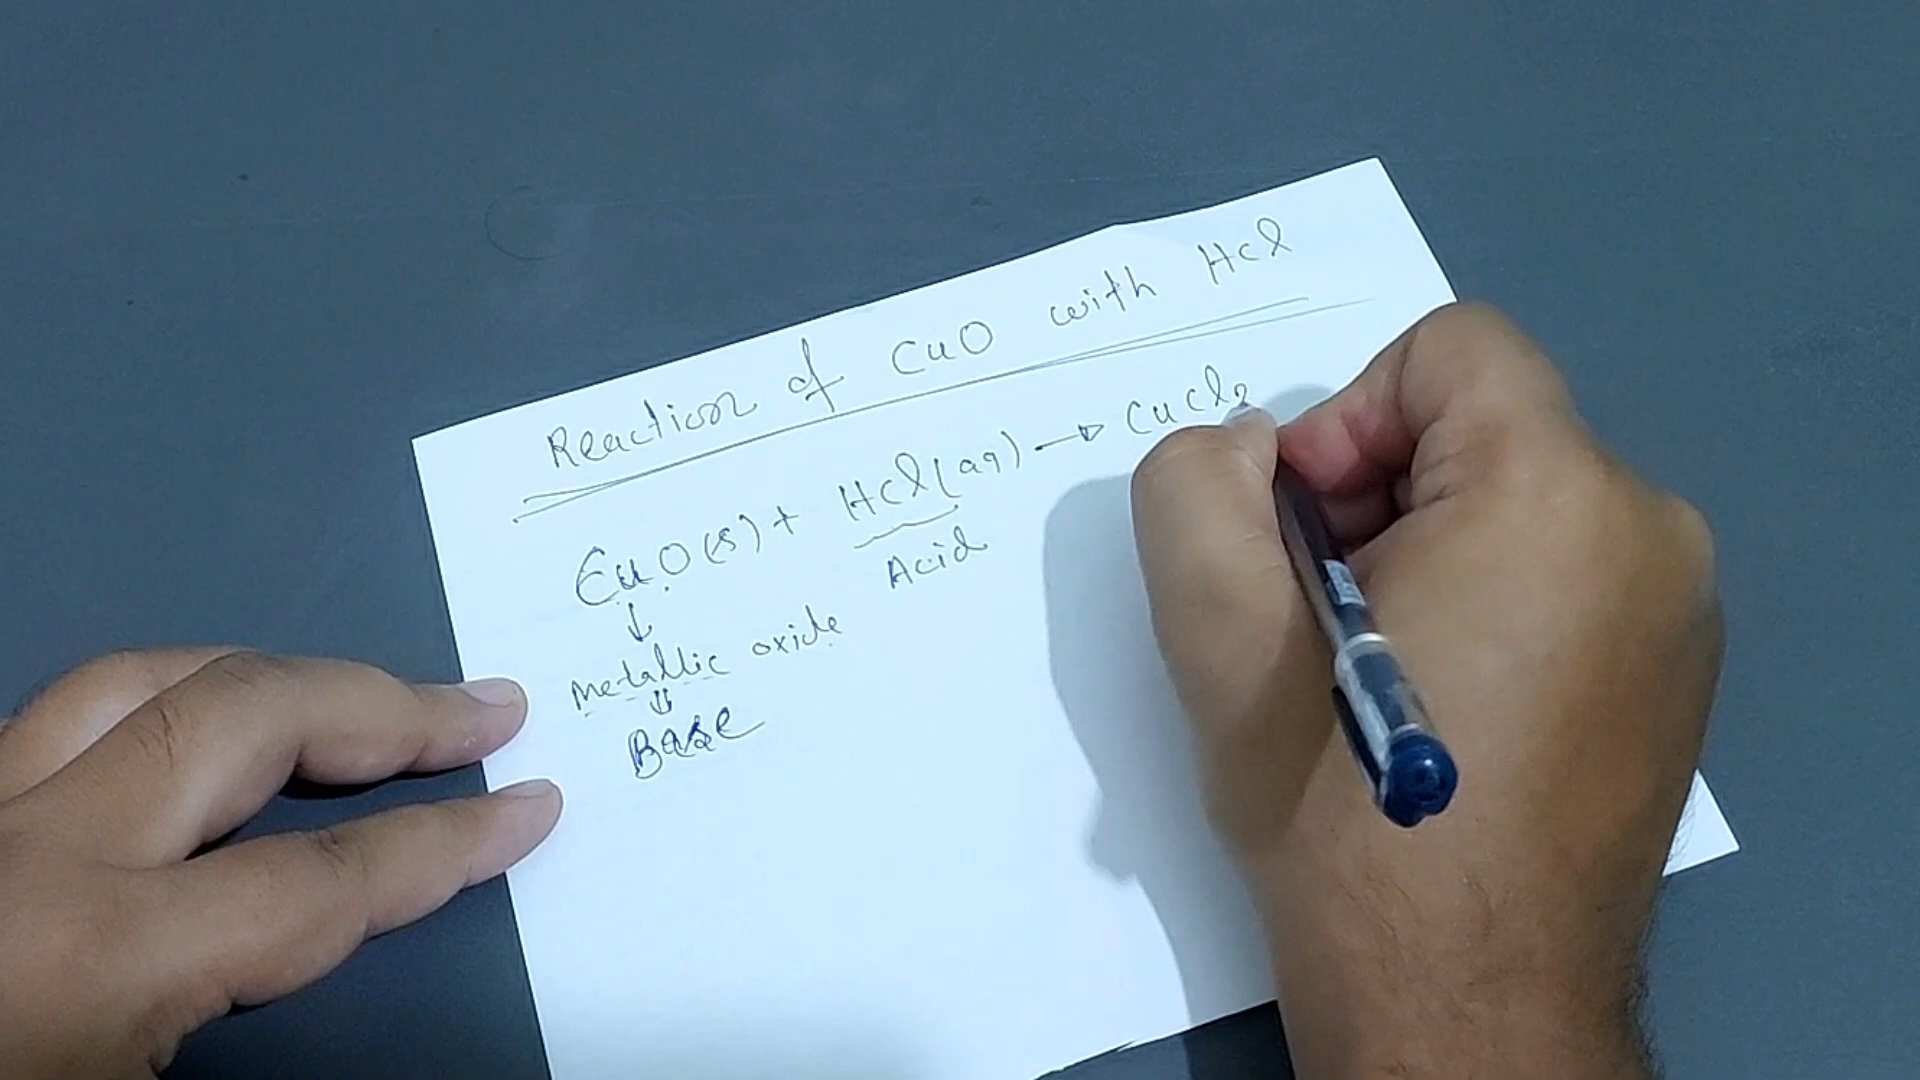 Reaction of CuO with Hcl
CuO(s) + Hcl(aq) → Cucl2
↓
Acid
Metallic oxide
⇓
Base